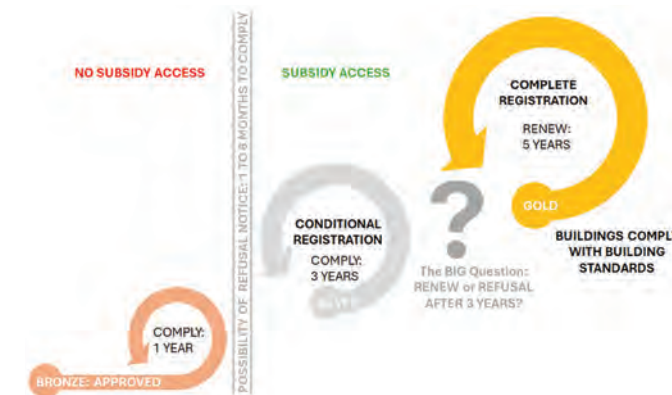 NO SUBSIDY ACCESS
POSSIBILITY OF REFUSAL NOTICE: 1 TO 8 MONTHS TO COMPLY
SUBSIDY ACCESS
COMPLETE
REGISTRATION
RENEW:
5 YEARS
GOLD
BUILDINGS COMPLY
WITH BUILDING
STANDARDS
?
The BIG Question:
RENEW or REFUSAL
AFTER 3 YEARS?
CONDITIONAL
REGISTRATION
COMPLY:
3 YEARS
COMPLY:
1 YEAR
BRONZE: APPROVED